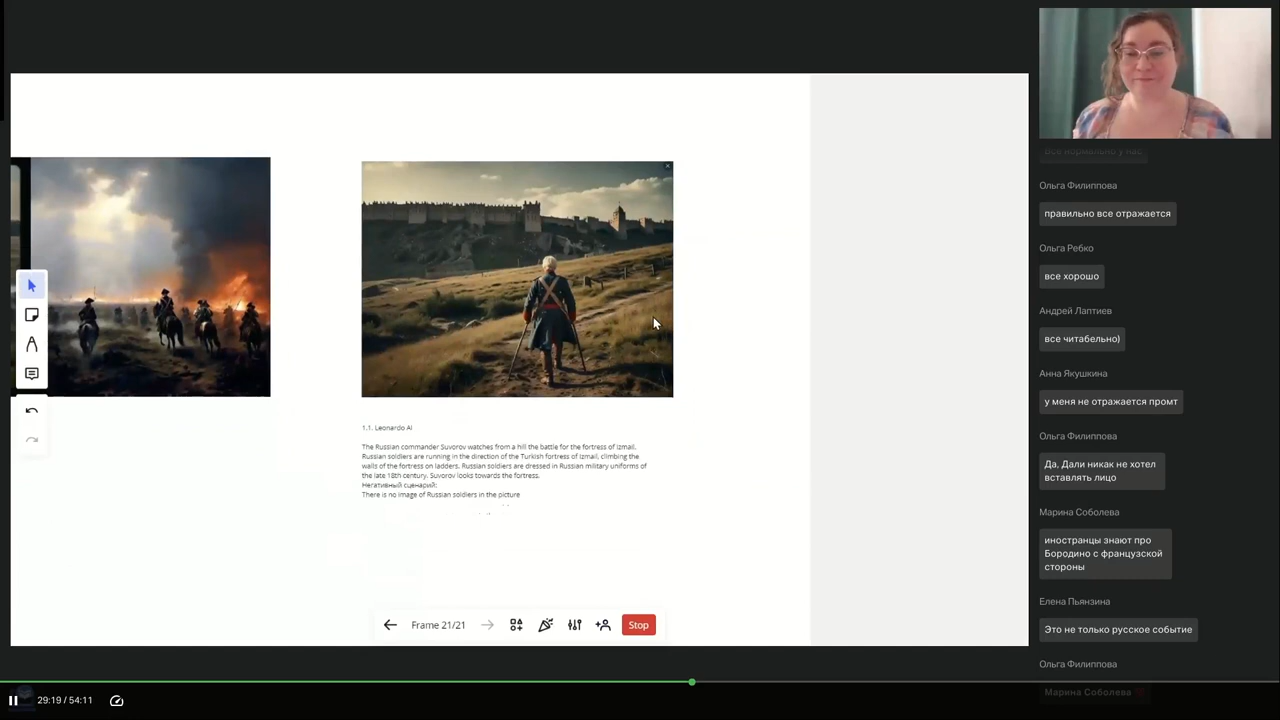 Все нормально у нас
Ольга Филиппова
правильно все отражается
Ольга Ребко
все хорошо
Андрей Лаптиев
все читабельно)
Анна Якушкина
у меня не отражается промт
Ольга Филиппова
Да, Дали никак не хотел
вставлять лицо
Марина Соболева
иностранцы знают про
Бородино с французской
стороны
Елена Пьянзина
Это не только русское событие
Ольга Филиппова
Марина Соболева
1.1. Leonardo AI
The Russian commander Suvorov watches from a hill the battle for the fortress of Izmail.
Russian soldiers are running in the direction of the Turkish fortress of Izmail, climbing the
walls of the fortress on ladders. Russian soldiers are dressed in Russian military uniforms of
the late 18th century. Suvorov looks towards the fortress.
Негативный сценарий:
There is no image of Russian soldiers in the picture
Frame 21/21
Stop
29:19 / 54:11